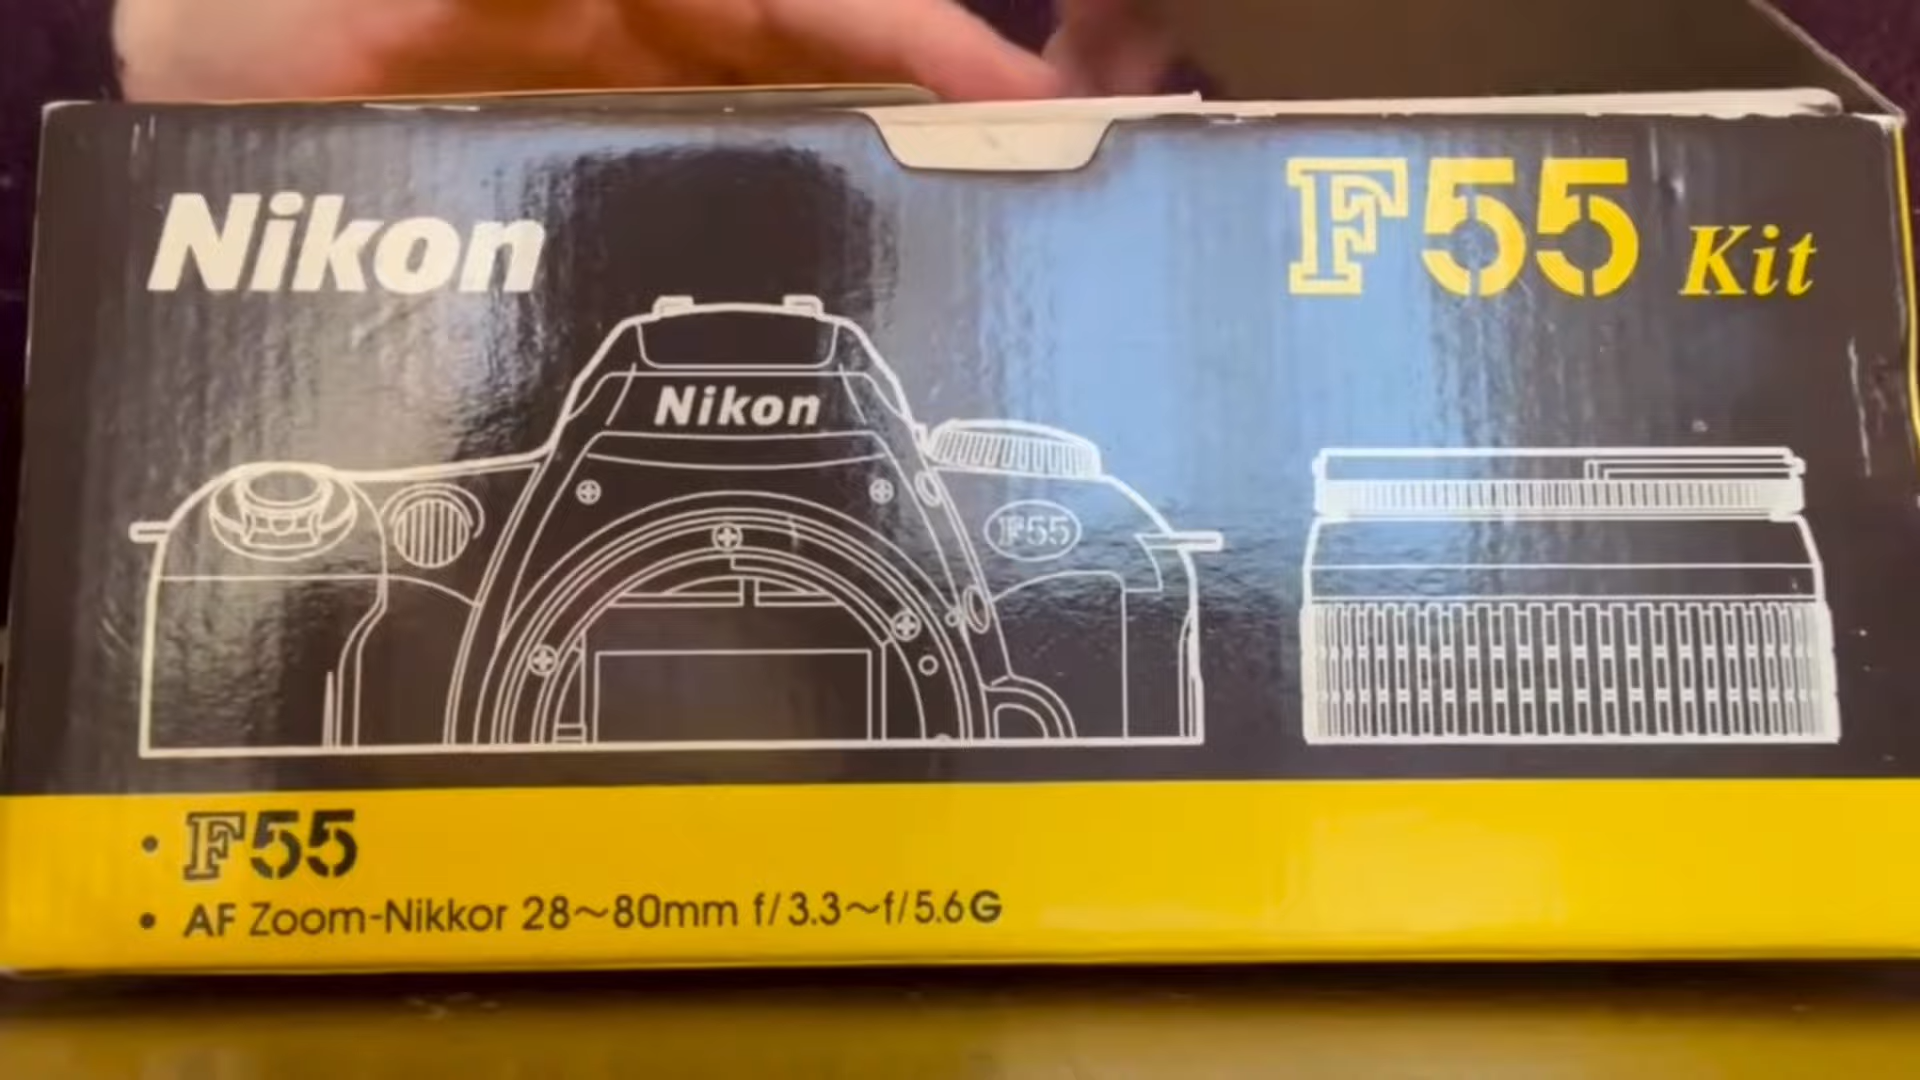 Nikon
F55 Kit
Nikon
F55
• F55
• AF Zoom-Nikkor 28～80mm f/3.3～f/5.6G